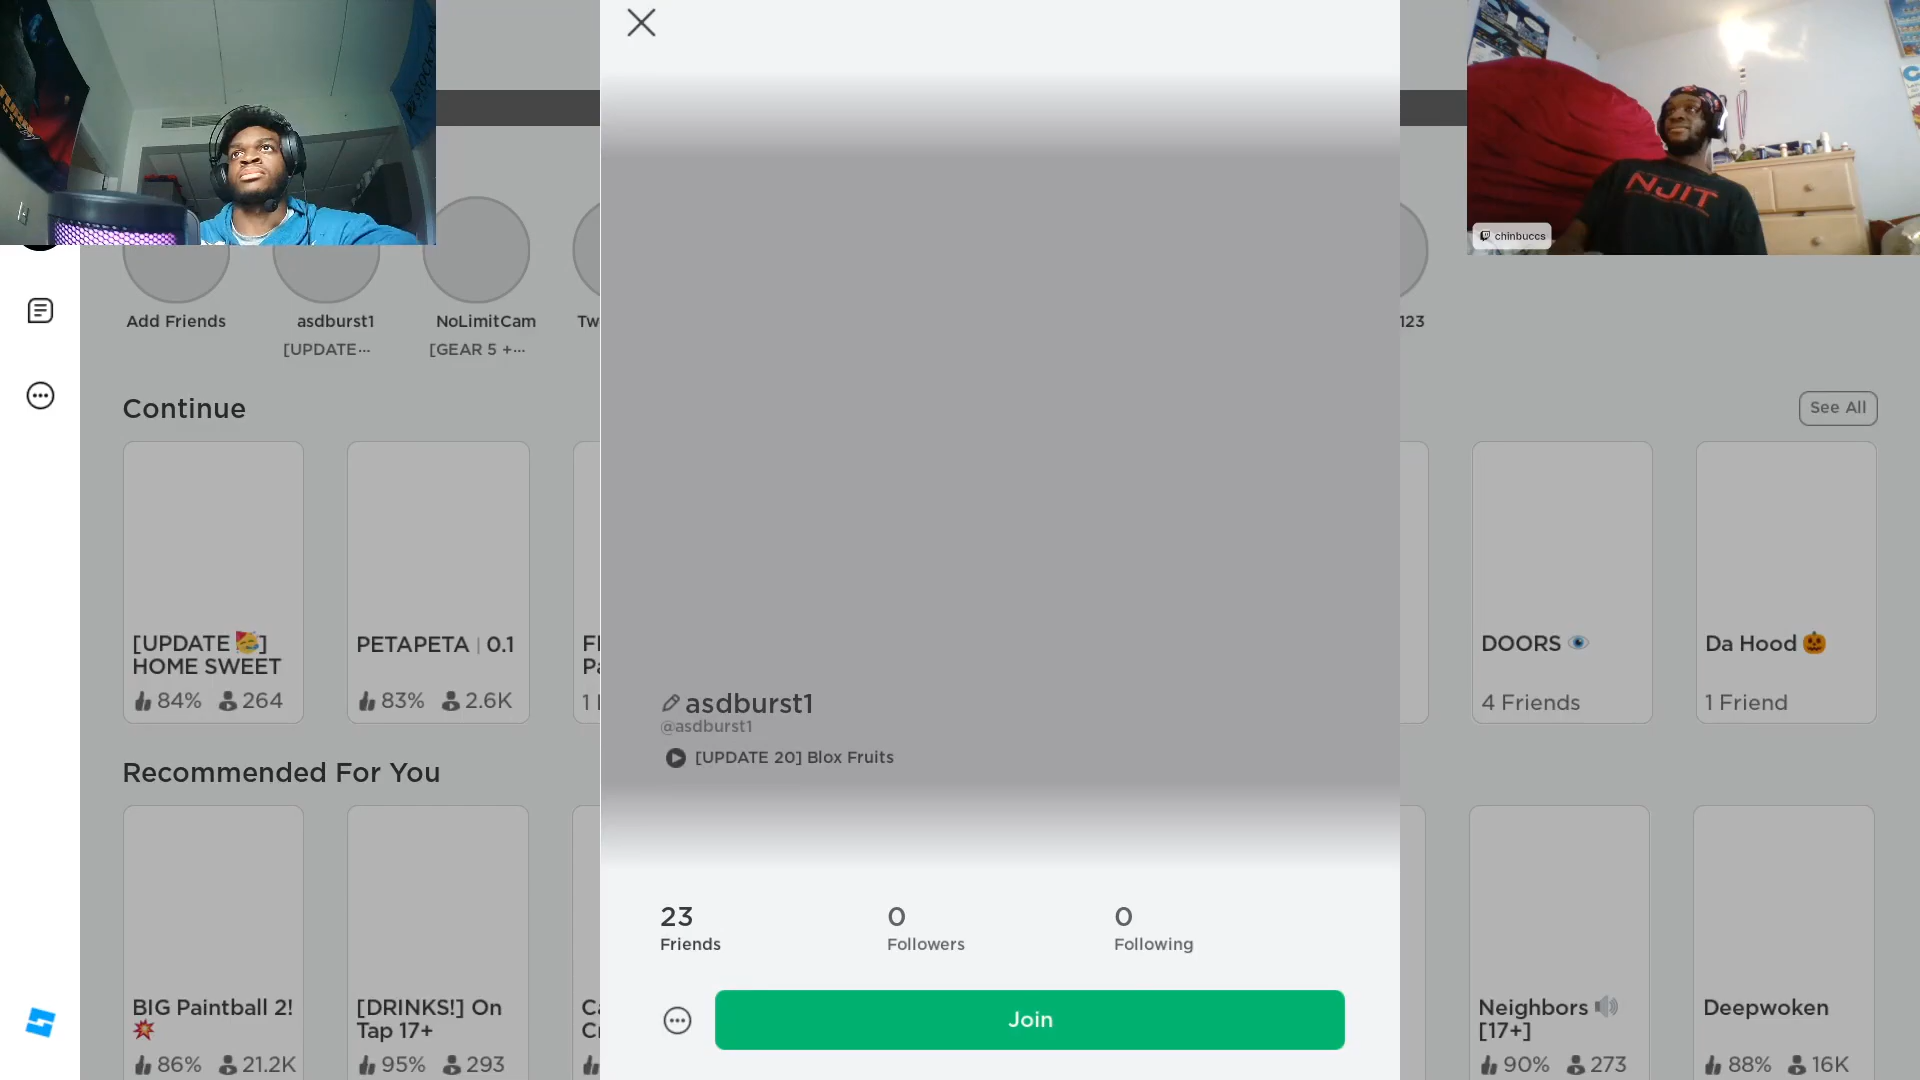 STOCKTON
NJIT
chinbuccs
Add Friends
asdburst1
[UPDATE···
NoLimitCam
[GEAR 5 +···
Tw
123
Continue
See All
[UPDATE 🥳]
HOME SWEET
84% 264
PETAPETA | 0.1
83% 2.6K
1
DOORS 👁️
4 Friends
Da Hood 🎃
1 Friend
asdburst1
@asdburst1
[UPDATE 20] Blox Fruits
23
Friends
0
Followers
0
Following
Join
Recommended For You
BIG Paintball 2!
💥
86% 21.2K
[DRINKS!] On
Tap 17+
95% 293
Neighbors 🔊
[17+]
90% 273
Deepwoken
88% 16K